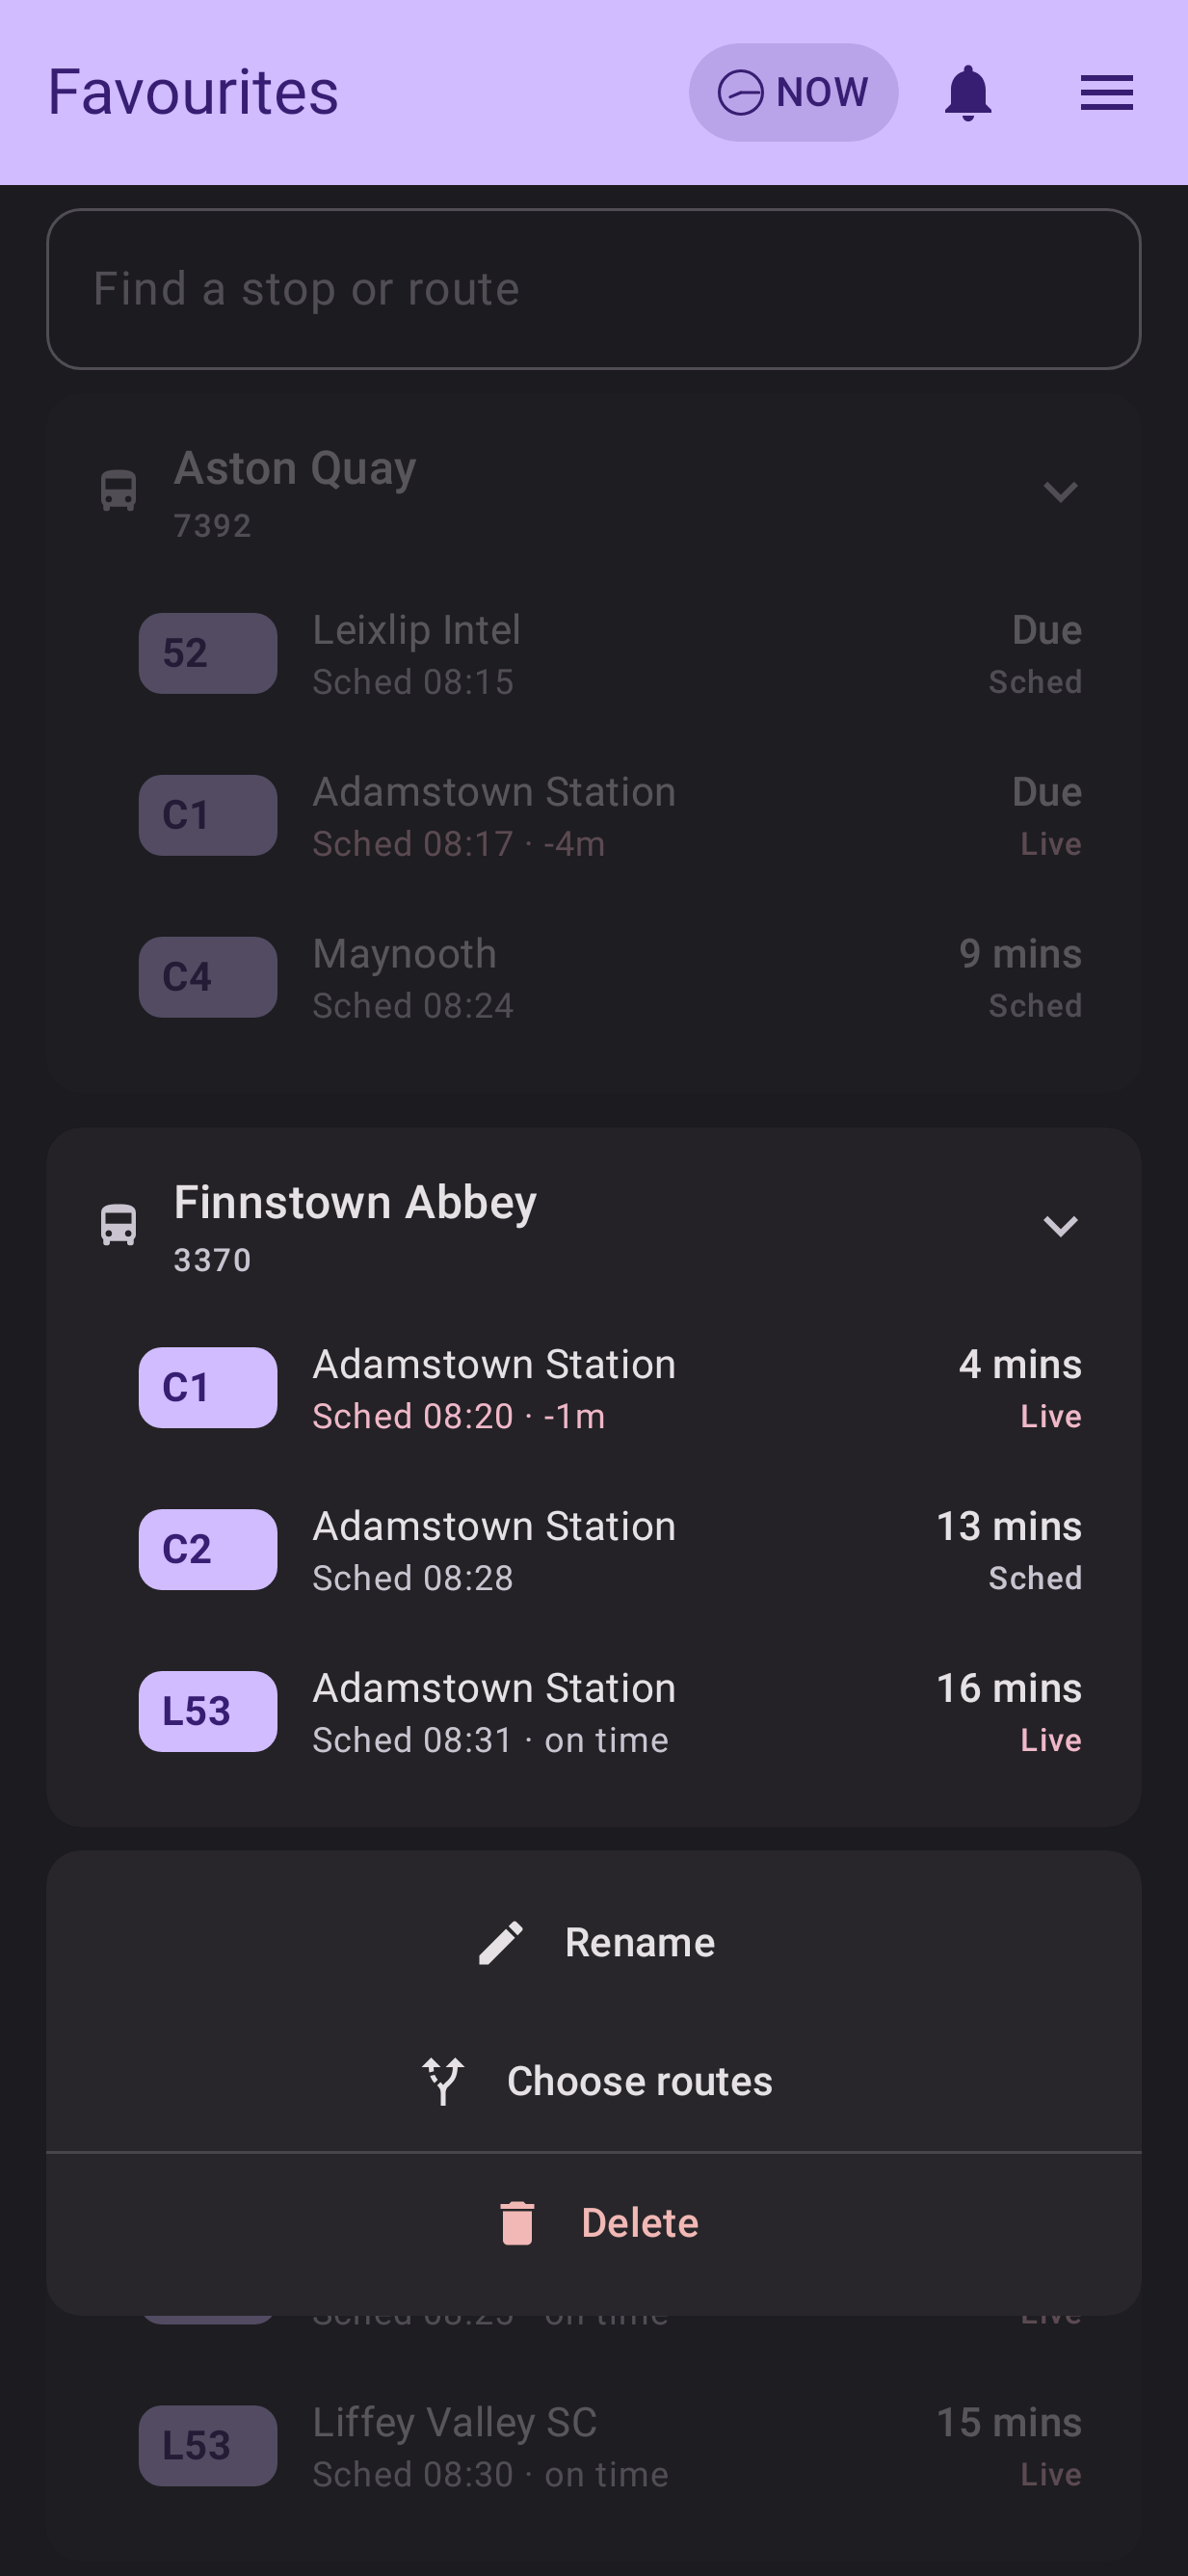 Favourites
NOW
Find a stop or route
Aston Quay
7392
52 Leixlip Intel Due
Sched 08:15 Sched
C1 Adamstown Station Due
Sched 08:17 · -4m Live
C4 Maynooth 9 mins
Sched 08:24 Sched
Finnstown Abbey
3370
C1 Adamstown Station 4 mins
Sched 08:20 · -1m Live
C2 Adamstown Station 13 mins
Sched 08:28 Sched
L53 Adamstown Station 16 mins
Sched 08:31 · on time Live
Rename
Choose routes
Delete
Sched on time Live
L53 Liffey Valley SC 15 mins
Sched 08:30 · on time Live